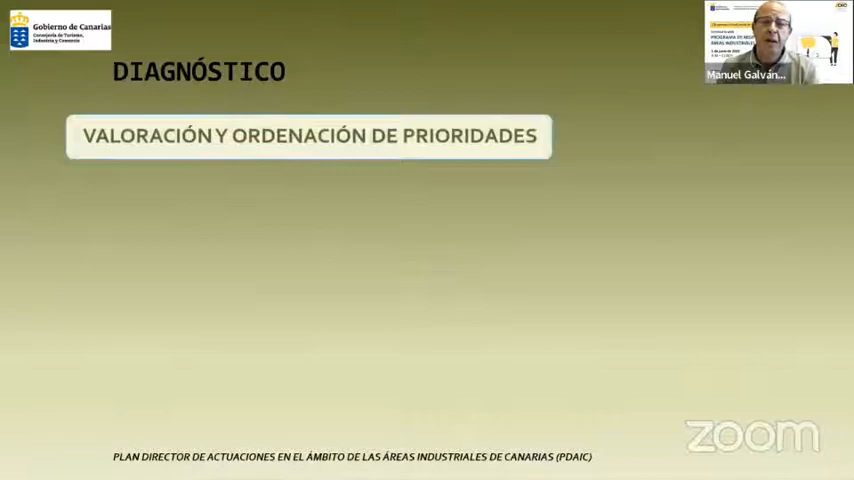 Gobierno de Canarias
Consejería de Turismo,
Industria y Comercio
DIAGNÓSTICO
VALORACIÓN Y ORDENACIÓN DE PRIORIDADES
Manuel Galván...
PLAN DIRECTOR DE ACTUACIONES EN EL ÁMBITO DE LAS ÁREAS INDUSTRIALES DE CANARIAS (PDAIC)
zoom